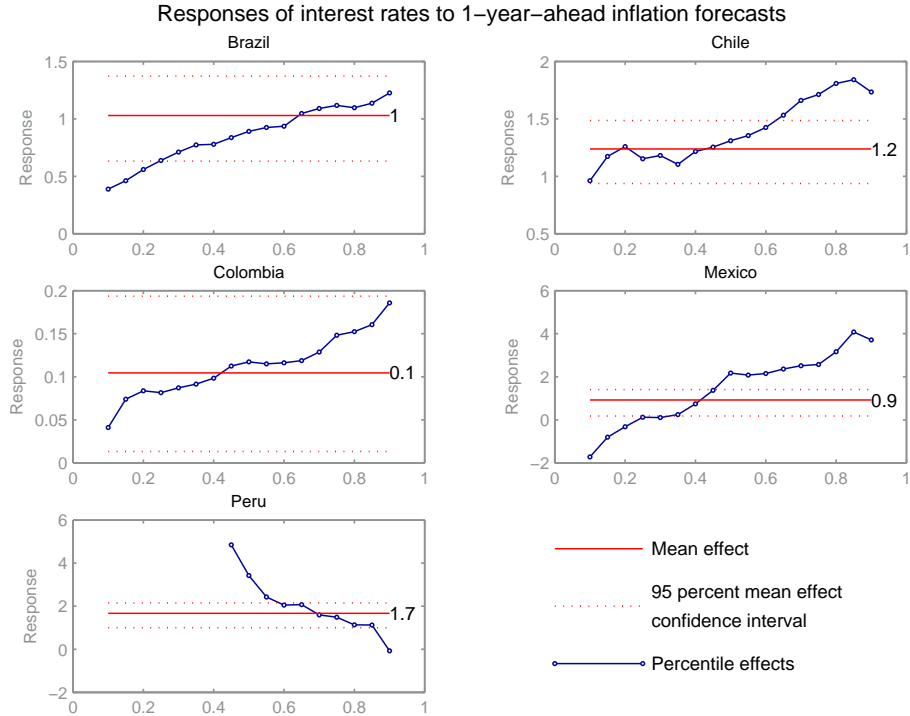 Responses of interest rates to 1−year−ahead inflation forecasts
Brazil
Response
1.5
1
0.5
0
0 0.2 0.4 0.6 0.8 1
1
Chile
Response
2
1.5
1
0.5
0 0.2 0.4 0.6 0.8 1
1.2
Colombia
Response
0.2
0.15
0.1
0.05
0
0 0.2 0.4 0.6 0.8 1
0.1
Mexico
Response
6
4
2
0
−2
0 0.2 0.4 0.6 0.8 1
0.9
Peru
Response
6
4
2
0
−2
0 0.2 0.4 0.6 0.8 1
1.7
Mean effect
95 percent mean effect
confidence interval
Percentile effects